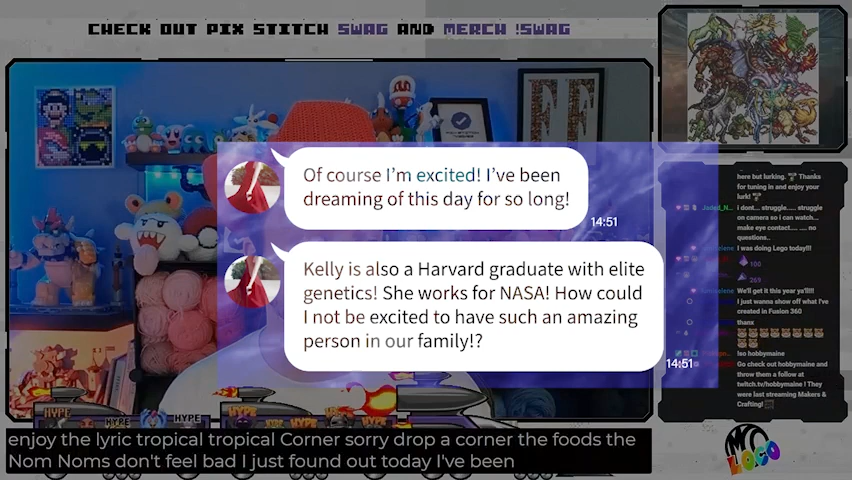 CHECK OUT PIX STITCH SWAG AND MERCH !SWAG
Of course I'm excited! I've been
dreaming of this day for so long!
14:51
Kelly is also a Harvard graduate with elite
genetics! She works for NASA! How could
I not be excited to have such an amazing
person in our family!?
14:51
here but lurking. Thanks
for tuning in and enjoy your
lurk!
i dont... struggle..... struggle
on camera so i can watch...
make eye contact..... ... no
questions..
I was doing Lego today!!!
100
269
We'll get it this year ya'll!!
I just wanna show off what I've
created in Fusion 360
thanx
!so hobbymaine
Go check out hobbymaine and
throw them a follow at
twitch.tv/hobbymaine ! They
were last streaming Makers &
Crafting!
HYPE
HYPE
HYPE
HYPE
enjoy the lyric tropical tropical Corner sorry drop a corner the foods the
Nom Noms don't feel bad I just found out today I've been
LOCO